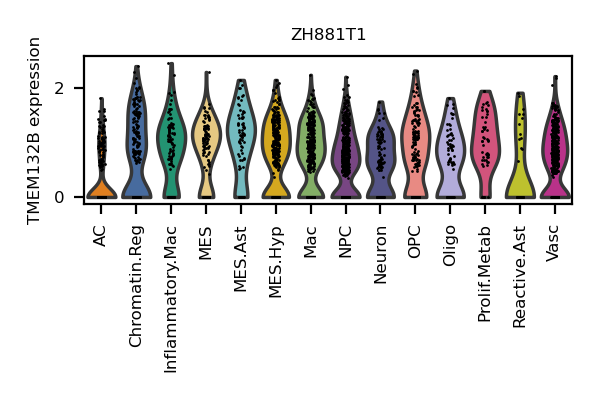 ZH881T1
TMEM132B expression
2
0
AC
Chromatin.Reg
Inflammatory.Mac
MES
MES.Ast
MES.Hyp
Mac
NPC
Neuron
OPC
Oligo
Prolif.Metab
Reactive.Ast
Vasc